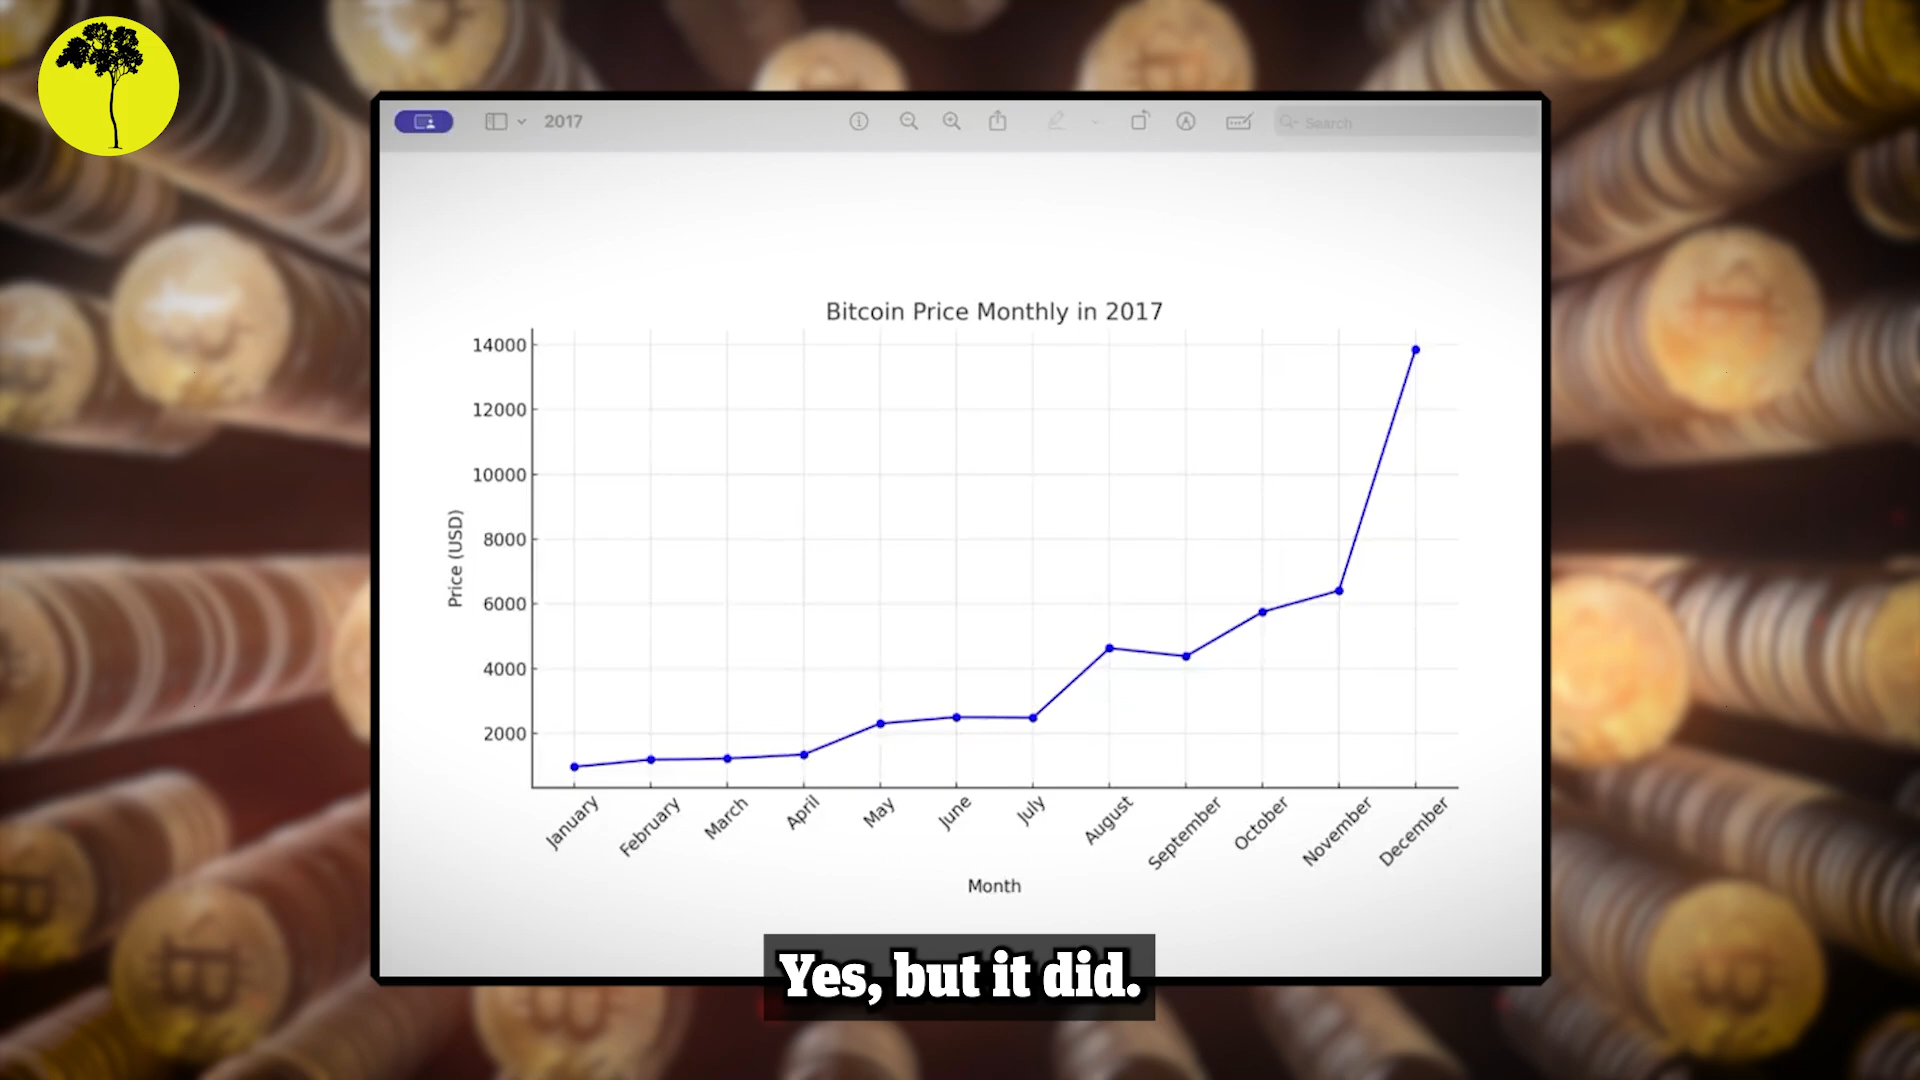 2017
Search
Bitcoin Price Monthly in 2017
14000
12000
10000
8000
6000
4000
2000
Price (USD)
January
February
March
April
May
June
July
August
September
October
November
December
Month
Yes, but it did.